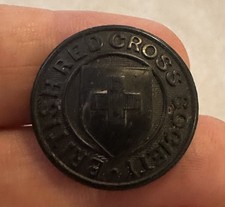 BRITISH RED CROSS SOCIETY